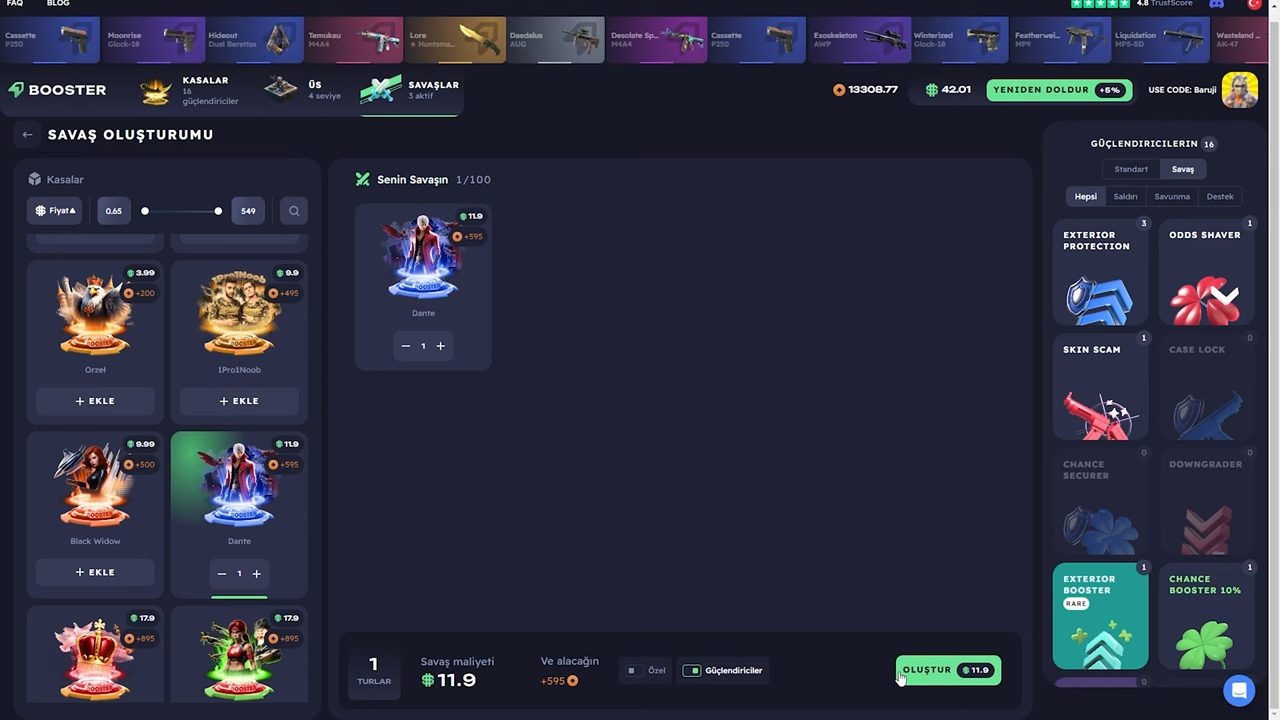 FAQ
BLOG
4.8 TrustScore
Cassette
P250
Moonrise
Glock-18
Hideout
Dual Berettas
Temukau
M4A4
Lore
★ Huntsma...
Daedalus
AUG
Desolate Sp...
M4A4
Cassette
P250
Exoskeleton
AWP
Winterized
Glock-18
Featherwei...
MP9
Liquidation
MP5-SD
Wasteland ...
AK-47
BOOSTER
KASALAR
16
güçlendiriciler
ÜS
4 seviye
SAVAŞLAR
3 aktif
13308.77
42.01
YENIDEN DOLDUR +5%
USE CODE: Baruji
SAVAŞ OLUŞTURUMU
Kasalar
Fiyat
0.65
549
3.99
+200
Orzel
+ EKLE
9.9
+495
1Pro1Noob
1Pro1Noob
+ EKLE
9.99
+500
Black Widow
+ EKLE
11.9
+595
Dante
− 1 +
17.9
+895
17.9
+895
Senin Savaşın 1/100
11.9
+595
BOOSTER
Dante
− 1 +
1
TURLAR
Savaş maliyeti
11.9
Ve alacağın
+595
Özel
Güçlendiriciler
OLUŞTUR 11.9
GÜÇLENDIRICILERIN 16
Standart
Savaş
Hepsi
Saldırı
Savunma
Destek
EXTERIOR
PROTECTION
3
ODDS SHAVER
1
SKIN SCAM
1
CASE LOCK
0
CHANCE
SECURER
0
DOWNGRADER
0
EXTERIOR
BOOSTER
RARE
1
CHANCE
BOOSTER 10%
1
0